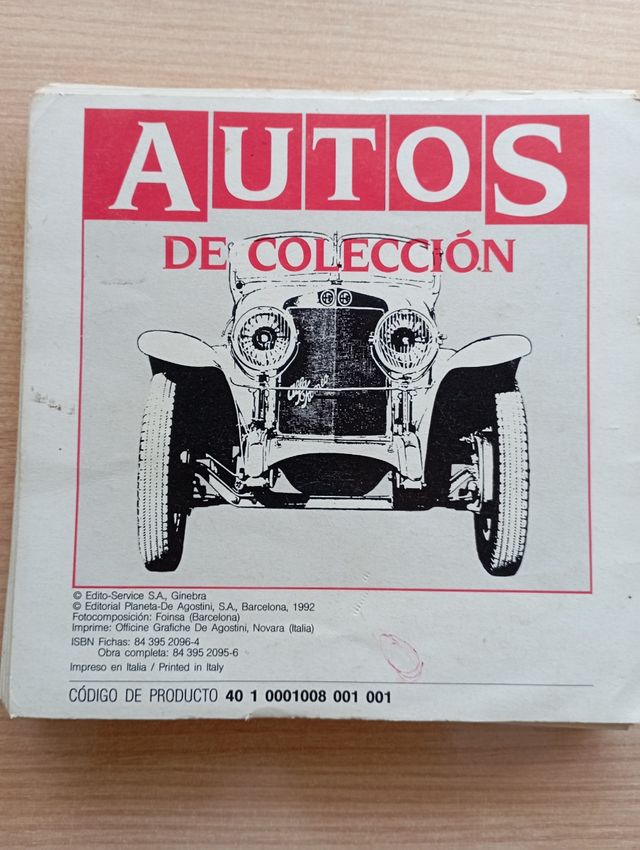 AUTOS
DE COLECCIÓN
Alfa Romeo
© Edito-Service S.A., Ginebra
© Editorial Planeta-De Agostini, S.A., Barcelona, 1992
Fotocomposición: Foinsa (Barcelona)
Imprime: Officine Grafiche De Agostini, Novara (Italia)
ISBN Fichas: 84 395 2096-4
Obra completa: 84 395 2095-6
Impreso en Italia / Printed in Italy
CÓDIGO DE PRODUCTO 40 1 0001008 001 001